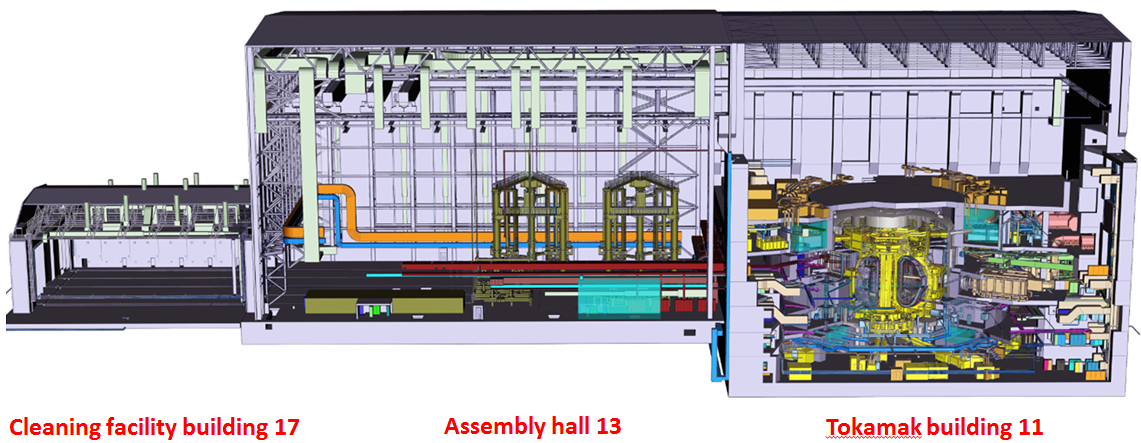 Cleaning facility building 17
Assembly hall 13
Tokamak building 11